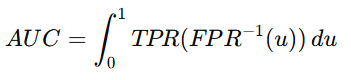 AUC = ∫₀¹ TPR(FPR⁻¹(u)) du